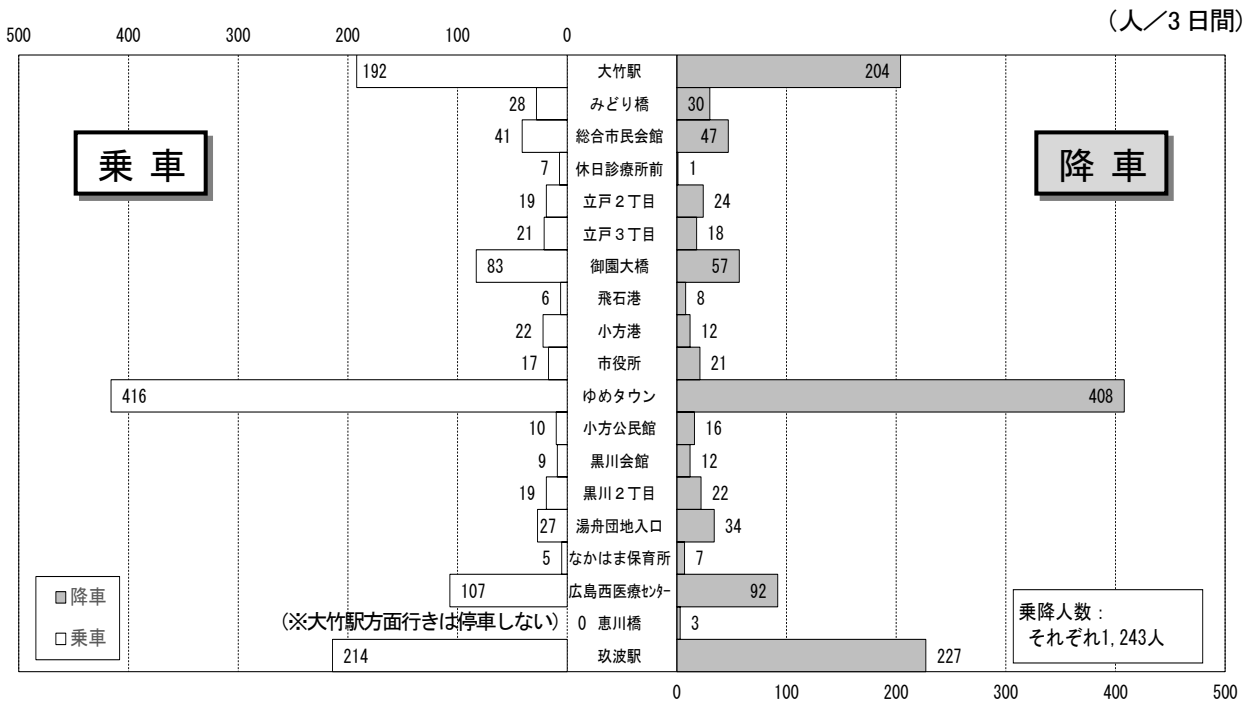 (人／3日間)
500 400 300 200 100 0
192 大竹駅 204
28 みどり橋 30
41 総合市民会館 47
乗 車
降 車
7 休日診療所前 1
19 立戸２丁目 24
21 立戸３丁目 18
83 御園大橋 57
6 飛石港 8
22 小方港 12
17 市役所 21
416 ゆめタウン 408
10 小方公民館 16
9 黒川会館 12
19 黒川２丁目 22
27 湯舟団地入口 34
5 なかはま保育所 7
107 広島西医療ｾﾝﾀｰ 92
(※大竹駅方面行きは停車しない) 0 恵川橋 3
214 玖波駅 227
降車
乗車
乗降人数：
それぞれ1,243人
0 100 200 300 400 500